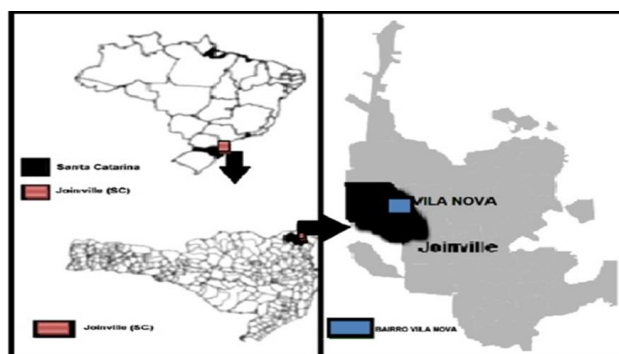 Santa Catarina
Joinville (SC)
Joinville (SC)
VILA NOVA
Joinville
BAIRRO VILA NOVA